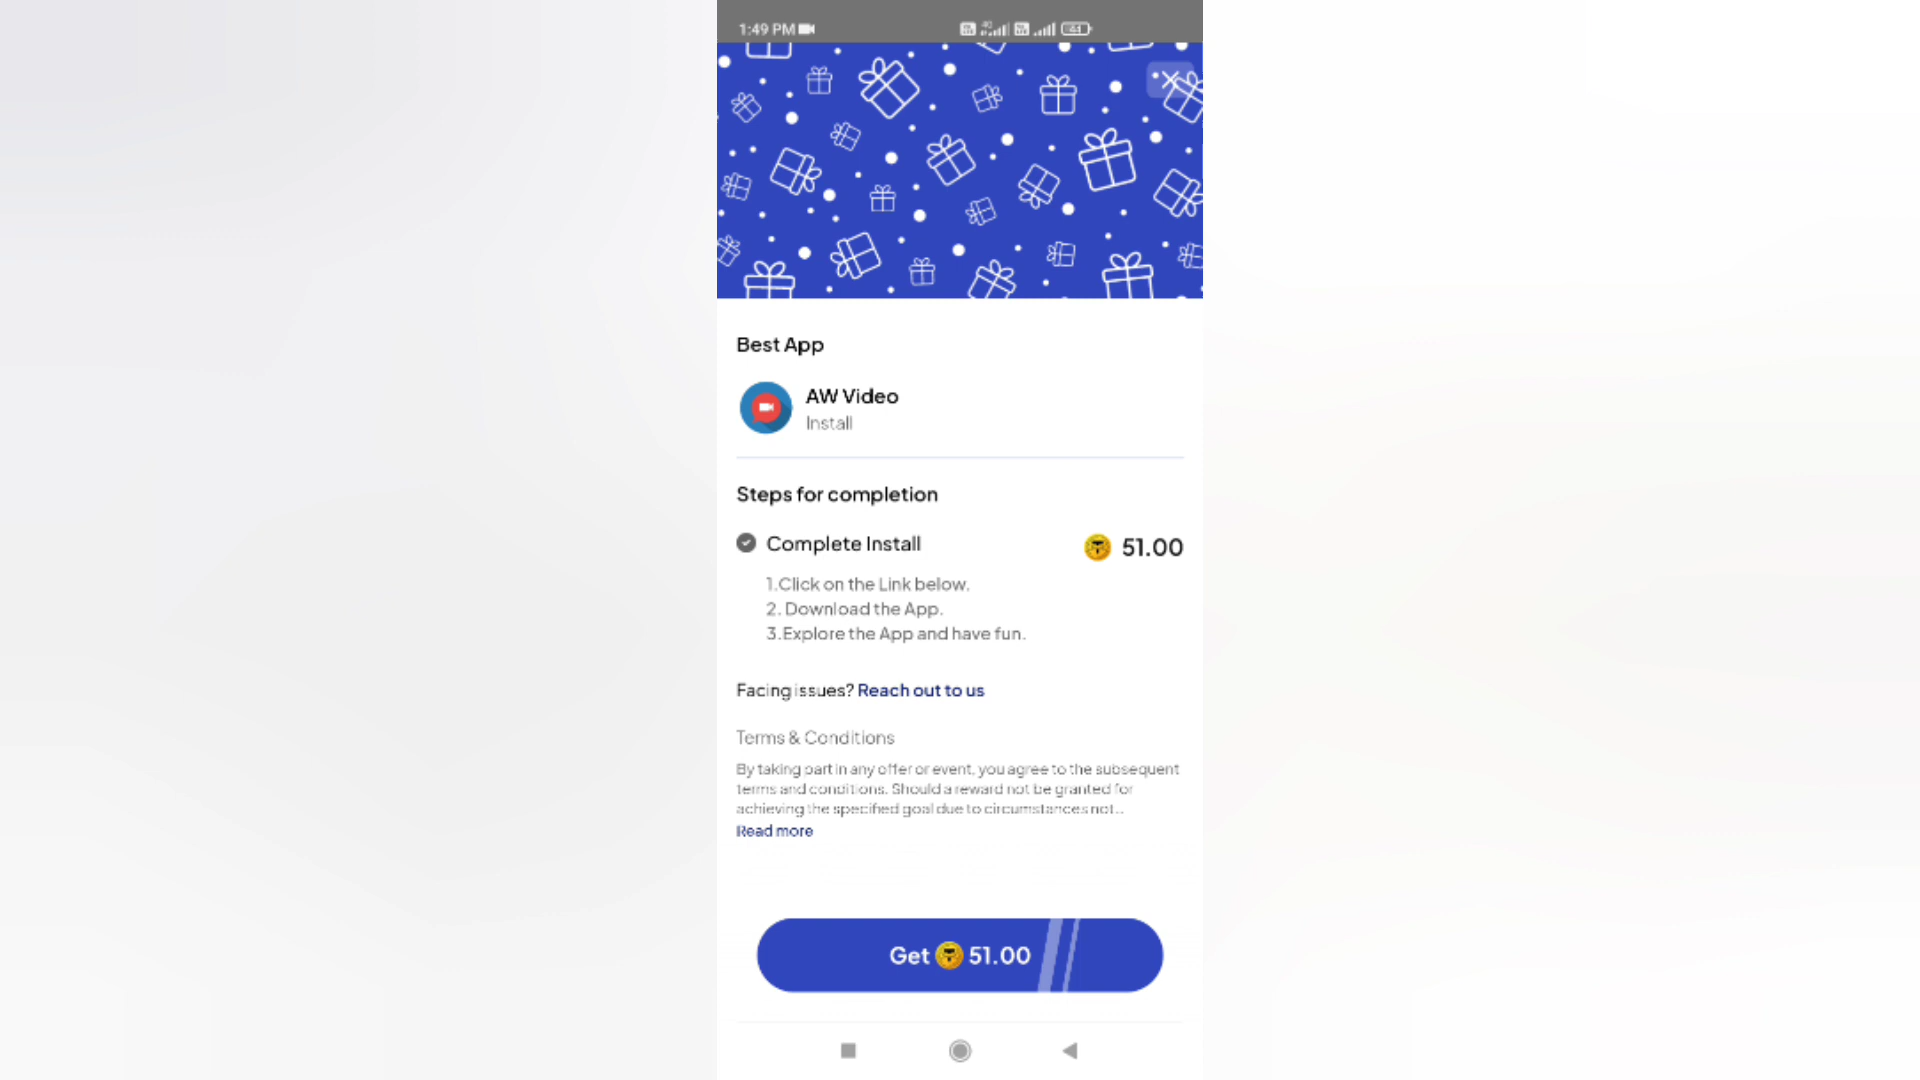 1:49 PM
4G
61
Best App
AW Video
Install
Steps for completion
Complete Install
51.00
1.Click on the Link below.
2. Download the App.
3.Explore the App and have fun.
Facing issues? Reach out to us
Terms & Conditions
By taking part in any offer or event, you agree to the subsequent
terms and conditions. Should a reward not be granted for
achieving the specified goal due to circumstances not...
Read more
Get 51.00